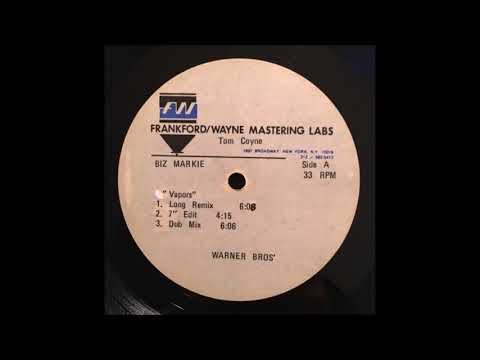 FW
FRANKFORD/WAYNE MASTERING LABS
Tom Coyne
1697 BROADWAY NEW YORK, N.Y. 10019
BIZ MARKIE Side A
33 RPM
"Vapors"
1. Long Remix 6:08
2. 7" Edit 4:15
3. Dub Mix 6:06
WARNER BROS'